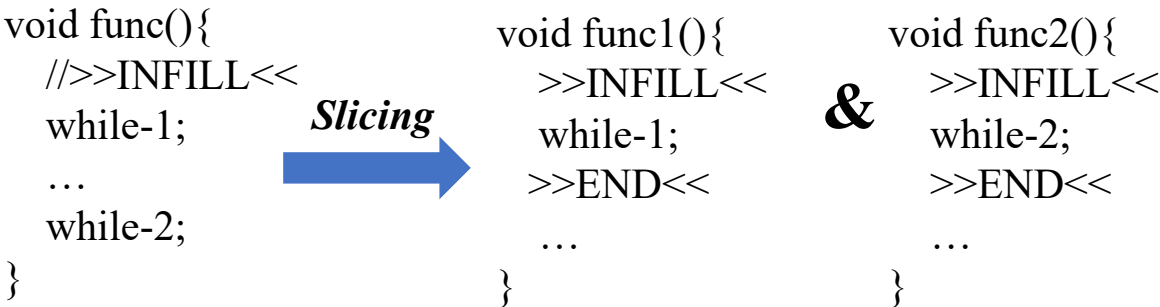 void func(){
//>>INFILL<<
while-1;
…
while-2;
}
Slicing
void func1(){
>>INFILL<<
while-1;
>>END<<
…
}
&
void func2(){
>>INFILL<<
while-2;
>>END<<
…
}